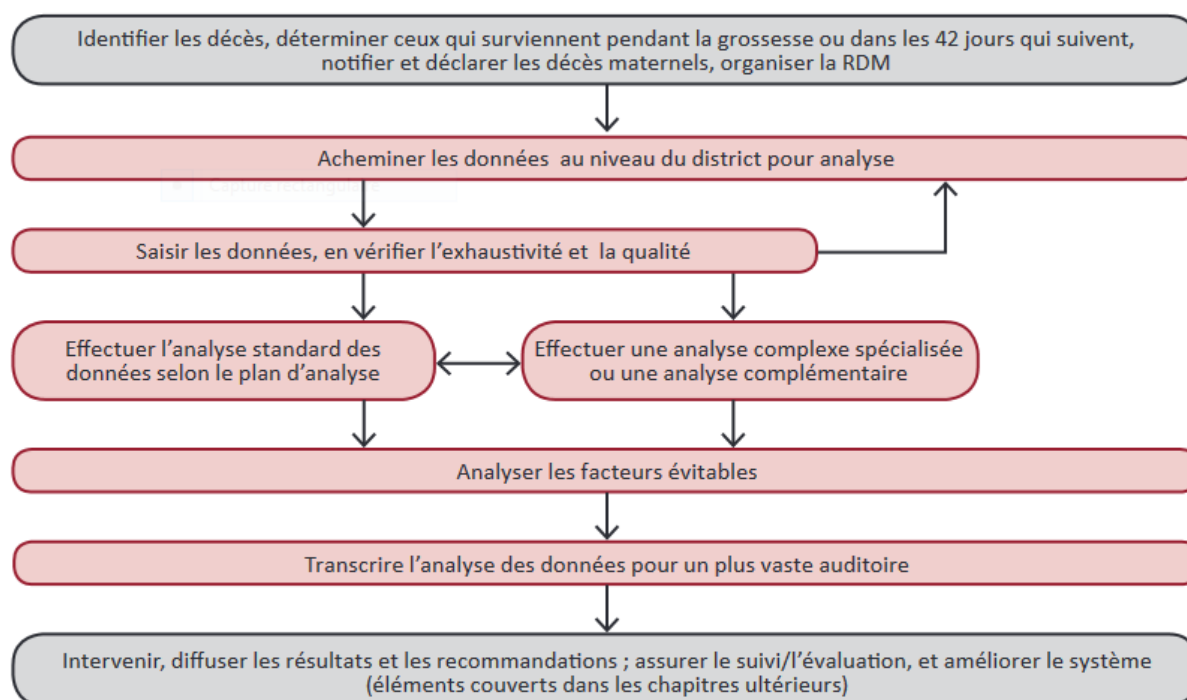 Identifier les décès, déterminer ceux qui surviennent pendant la grossesse ou dans les 42 jours qui suivent,
notifier et déclarer les décès maternels, organiser la RDM
Acheminer les données au niveau du district pour analyse
Capture rectangulaire
Saisir les données, en vérifier l’exhaustivité et la qualité
Effectuer l’analyse standard des
données selon le plan d’analyse
Effectuer une analyse complexe spécialisée
ou une analyse complémentaire
Analyser les facteurs évitables
Transcrire l’analyse des données pour un plus vaste auditoire
Intervenir, diffuser les résultats et les recommandations ; assurer le suivi/l’évaluation, et améliorer le système
(éléments couverts dans les chapitres ultérieurs)